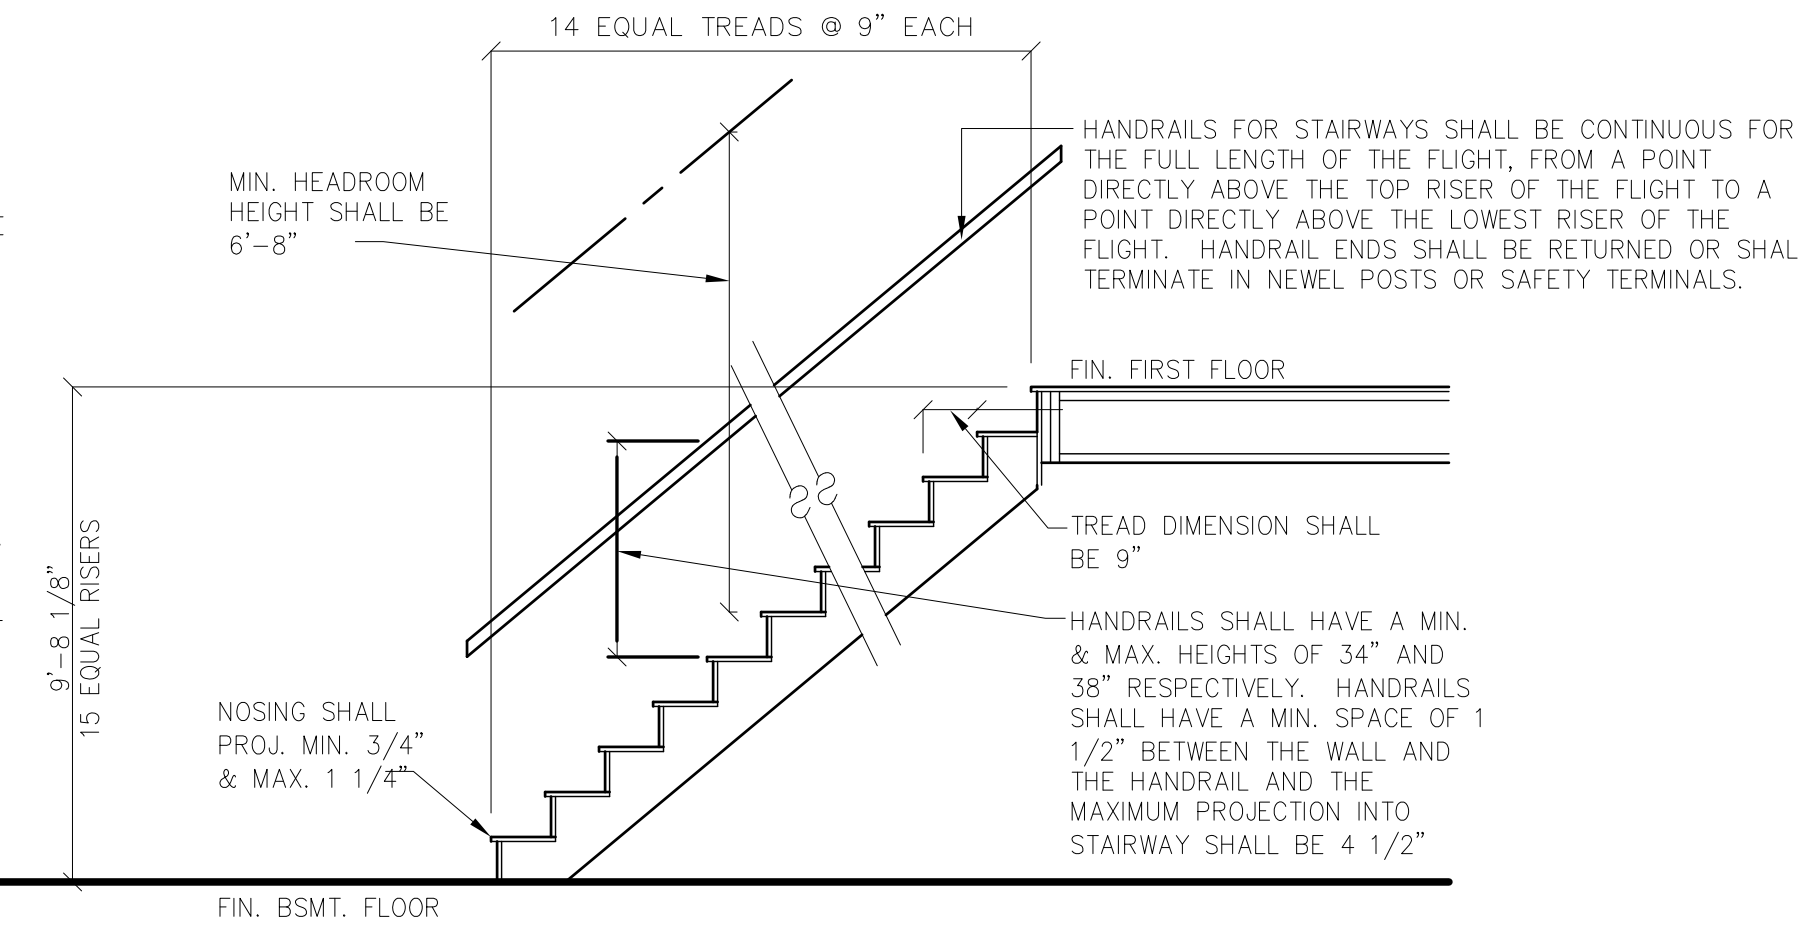 14 EQUAL TREADS @ 9" EACH
HANDRAILS FOR STAIRWAYS SHALL BE CONTINUOUS FOR
THE FULL LENGTH OF THE FLIGHT, FROM A POINT
DIRECTLY ABOVE THE TOP RISER OF THE FLIGHT TO A
POINT DIRECTLY ABOVE THE LOWEST RISER OF THE
FLIGHT. HANDRAIL ENDS SHALL BE RETURNED OR SHAL
TERMINATE IN NEWEL POSTS OR SAFETY TERMINALS.
MIN. HEADROOM
HEIGHT SHALL BE
6'-8"
FIN. FIRST FLOOR
TREAD DIMENSION SHALL
BE 9"
9'-8 1/8"
15 EQUAL RISERS
HANDRAILS SHALL HAVE A MIN.
& MAX. HEIGHTS OF 34" AND
38" RESPECTIVELY. HANDRAILS
SHALL HAVE A MIN. SPACE OF 1
1/2" BETWEEN THE WALL AND
THE HANDRAIL AND THE
MAXIMUM PROJECTION INTO
STAIRWAY SHALL BE 4 1/2"
NOSING SHALL
PROJ. MIN. 3/4"
& MAX. 1 1/4"
FIN. BSMT. FLOOR